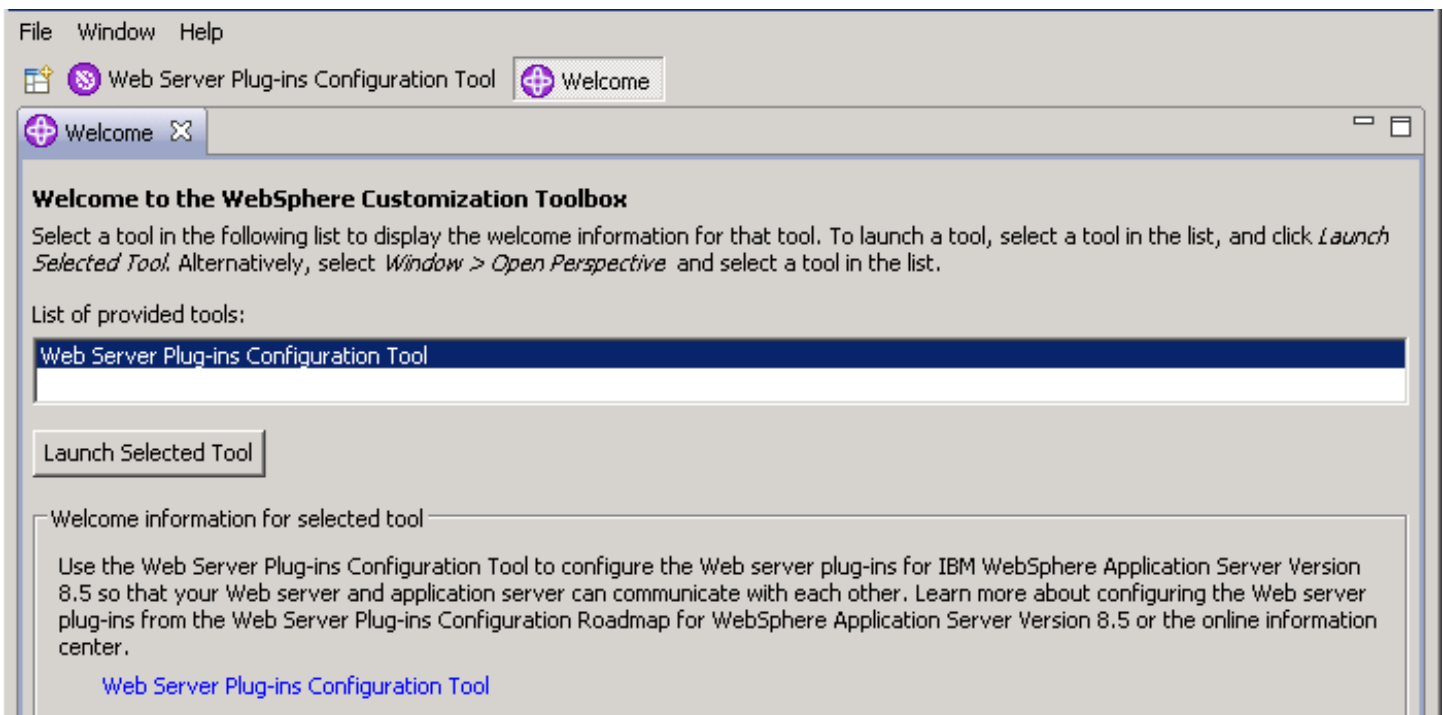 File Window Help
Web Server Plug-ins Configuration Tool Welcome
Welcome
Welcome to the WebSphere Customization Toolbox
Select a tool in the following list to display the welcome information for that tool. To launch a tool, select a tool in the list, and click Launch
Selected Tool. Alternatively, select Window > Open Perspective and select a tool in the list.
List of provided tools:
Web Server Plug-ins Configuration Tool
Launch Selected Tool
Welcome information for selected tool
Use the Web Server Plug-ins Configuration Tool to configure the Web server plug-ins for IBM WebSphere Application Server Version
8.5 so that your Web server and application server can communicate with each other. Learn more about configuring the Web server
plug-ins from the Web Server Plug-ins Configuration Roadmap for WebSphere Application Server Version 8.5 or the online information
center.
Web Server Plug-ins Configuration Tool